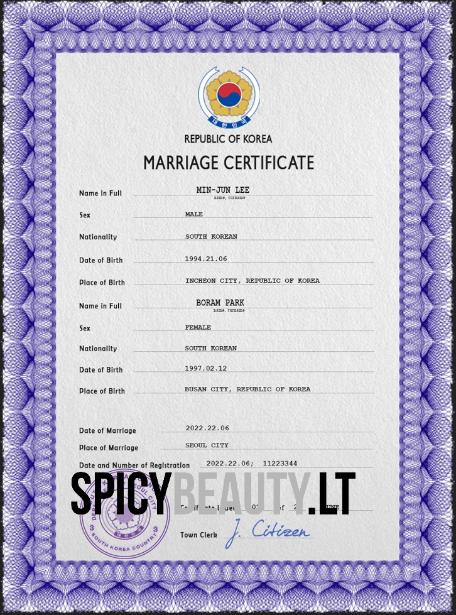 REPUBLIC OF KOREA
MARRIAGE CERTIFICATE
Name in Full MIN-JUN LEE
Sex MALE
Nationality SOUTH KOREAN
Date of Birth 1994.21.06
Place of Birth INCHEON CITY, REPUBLIC OF KOREA
Name in Full BORAM PARK
Sex FEMALE
Nationality SOUTH KOREAN
Date of Birth 1997.02.12
Place of Birth BUSAN CITY, REPUBLIC OF KOREA
Date of Marriage 2022.22.06
Place of Marriage SEOUL CITY
Date and Number of Registration 2022.22.06; 11223344
SPICYBEAUTY.LT
SOUTH KOREA COUNTRY
Town Clerk J. Citizen